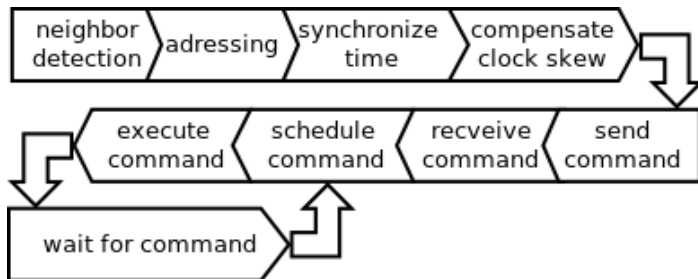 neighbor
detection
adressing
synchronize
time
compensate
clock skew
execute
command
schedule
command
recveive
command
send
command
wait for command